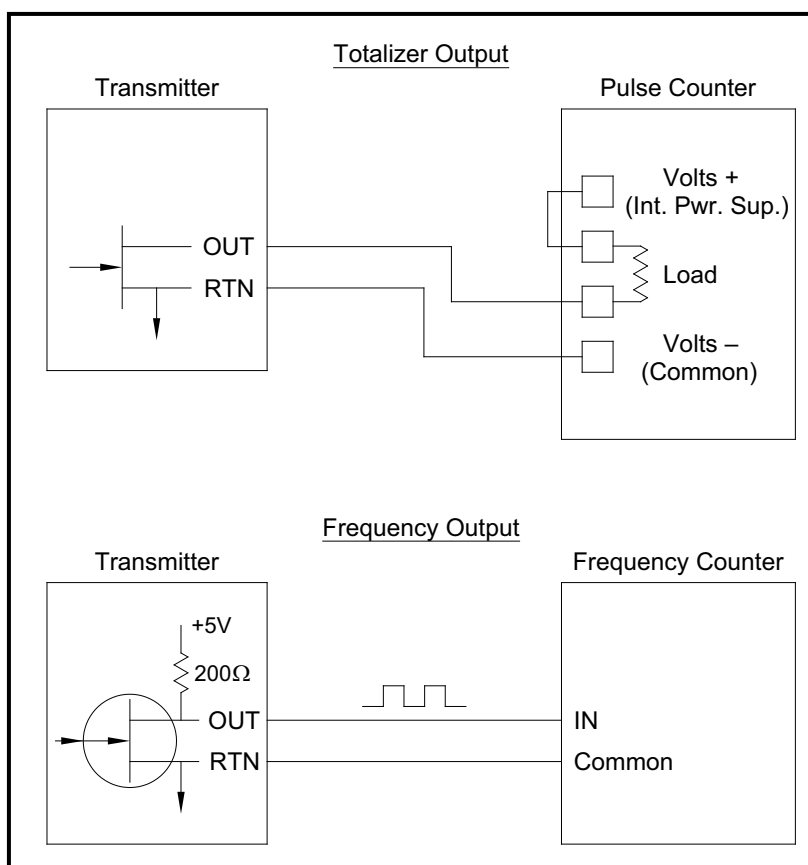 Totalizer Output
Transmitter
Pulse Counter
Volts +
(Int. Pwr. Sup.)
OUT
Load
RTN
Volts –
(Common)
Frequency Output
Transmitter
Frequency Counter
+5V
200Ω
OUT
IN
RTN
Common